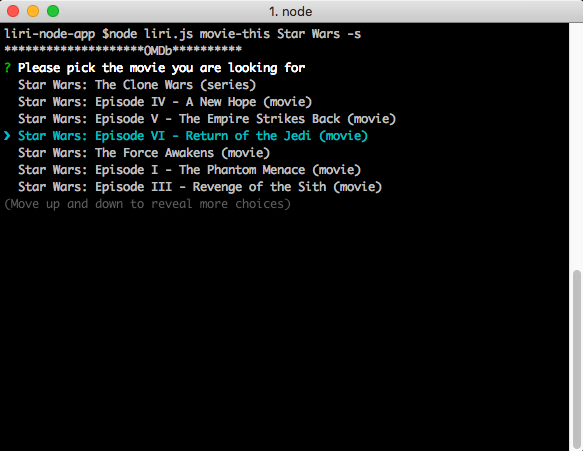 1. node
liri-node-app $node liri.js movie-this Star Wars -s
********************OMDb**********
? Please pick the movie you are looking for
Star Wars: The Clone Wars (series)
Star Wars: Episode IV - A New Hope (movie)
Star Wars: Episode V - The Empire Strikes Back (movie)
❯ Star Wars: Episode VI - Return of the Jedi (movie)
Star Wars: The Force Awakens (movie)
Star Wars: Episode I - The Phantom Menace (movie)
Star Wars: Episode III - Revenge of the Sith (movie)
(Move up and down to reveal more choices)